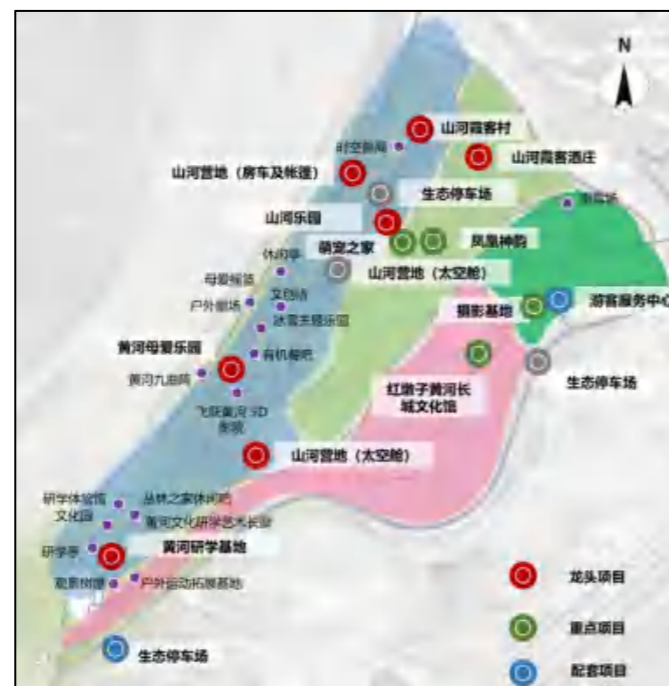 N
山河霞客村
山河霞客酒庄
山河营地（房车及帐篷）
生态停车场
山河乐园
萌宠之家
凤凰神韵
休闲亭
山河营地（太空舱）
母爱摇篮
户外剧场
文创店
冰雪主题乐园
摄影基地
游客服务中心
黄河母爱乐园
有机餐吧
黄河九曲阵
飞跃黄河 5D
影院
红墩子黄河长
城文化馆
生态停车场
山河营地（太空舱）
研学体验馆
丛林之家休闲吧
文化园
黄河文化研学艺术长廊
研学亭
黄河研学基地
观景树屋
户外运动拓展基地
生态停车场
龙头项目
重点项目
配套项目